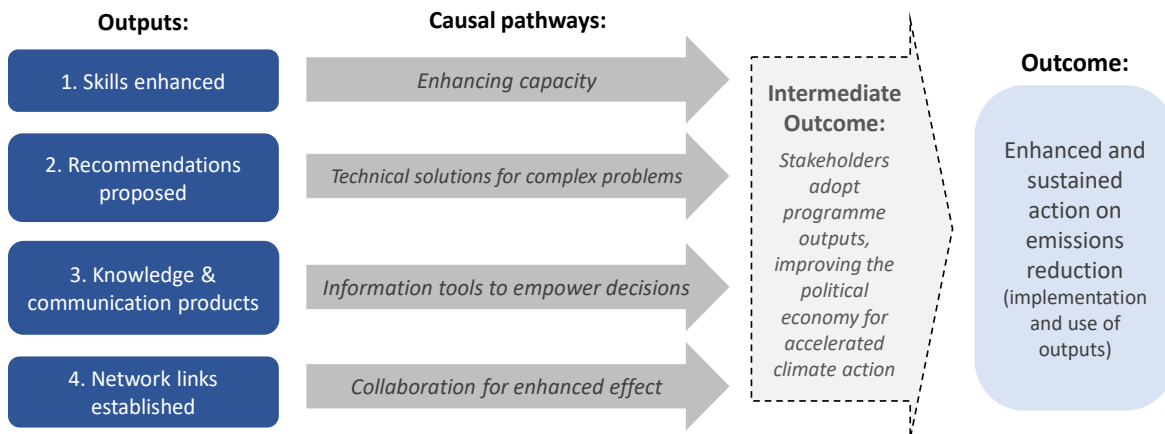 Outputs:
Causal pathways:
1. Skills enhanced
Enhancing capacity
2. Recommendations
proposed
Technical solutions for complex problems
3. Knowledge &
communication products
Information tools to empower decisions
4. Network links
established
Collaboration for enhanced effect
Intermediate
Outcome:
Stakeholders
adopt
programme
outputs,
improving the
political
economy for
accelerated
climate action
Outcome:
Enhanced and
sustained
action on
emissions
reduction
(implementation
and use of
outputs)